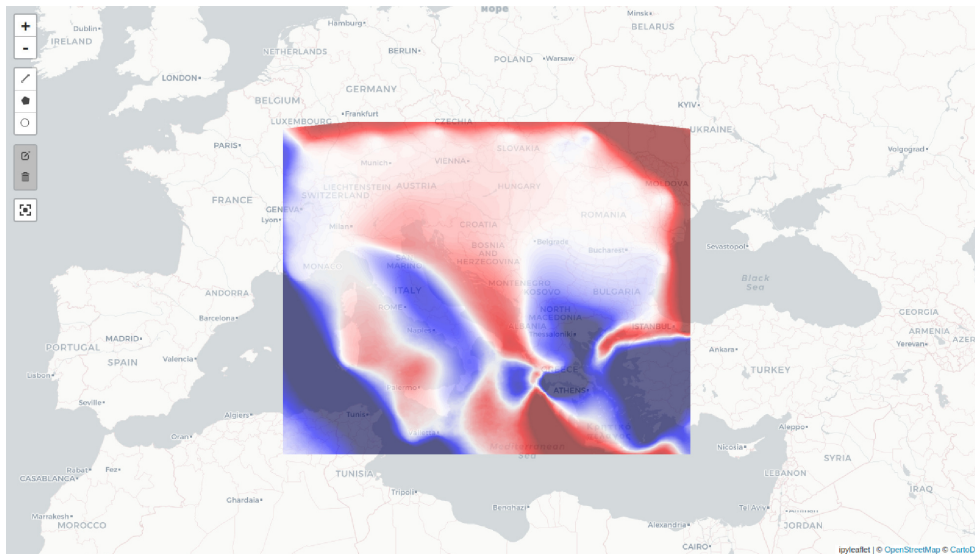 Hope
Minsk
Hamburg
Dublin
BELARUS
IRELAND
NETHERLANDS
BERLIN
POLAND
Warsaw
LONDON
GERMANY
BELGIUM
KYIV
Frankfurt
LUXEMBOURG
CZECHIA
UKRAINE
PARIS
SLOVAKIA
Volgograd
Munich
VIENNA
MOLDOVA
LIECHTENSTEIN
AUSTRIA
HUNGARY
SWITZERLAND
FRANCE
GENEVA
ROMANIA
Lyon
Milan
CROATIA
BOSNIA
AND
HERZEGOVINA
Belgrade
Bucharest
Sevastopol
SAN
MARINO
MONACO
Black
Sea
MONTENEGRO
KOSOVO
BULGARIA
ANDORRA
ITALY
ROME
NORTH
MACEDONIA
GEORGIA
Barcelona
ALBANIA
ISTANBUL
ARMENIA
Naples
Thessaloniki
MADRID
Yerevan
AZER
PORTUGAL
SPAIN
Valencia
Ankara
TURKEY
Lisbon
Palermo
GREECE
ATHENS
Seville
Algiers
Tunis
Aleppo
Oran
Mediterranean
Sea
Nicosia
SYRIA
Rabat
Fez
TUNISIA
LEBANON
CASABLANCA
Tripoli
IRAQ
Ghardaia
Benghazi
Tel Aviv
Marrakesh
MOROCCO
Alexandria
JORDAN
CAIRO
ipyleaflet | © OpenStreetMap © CartoD